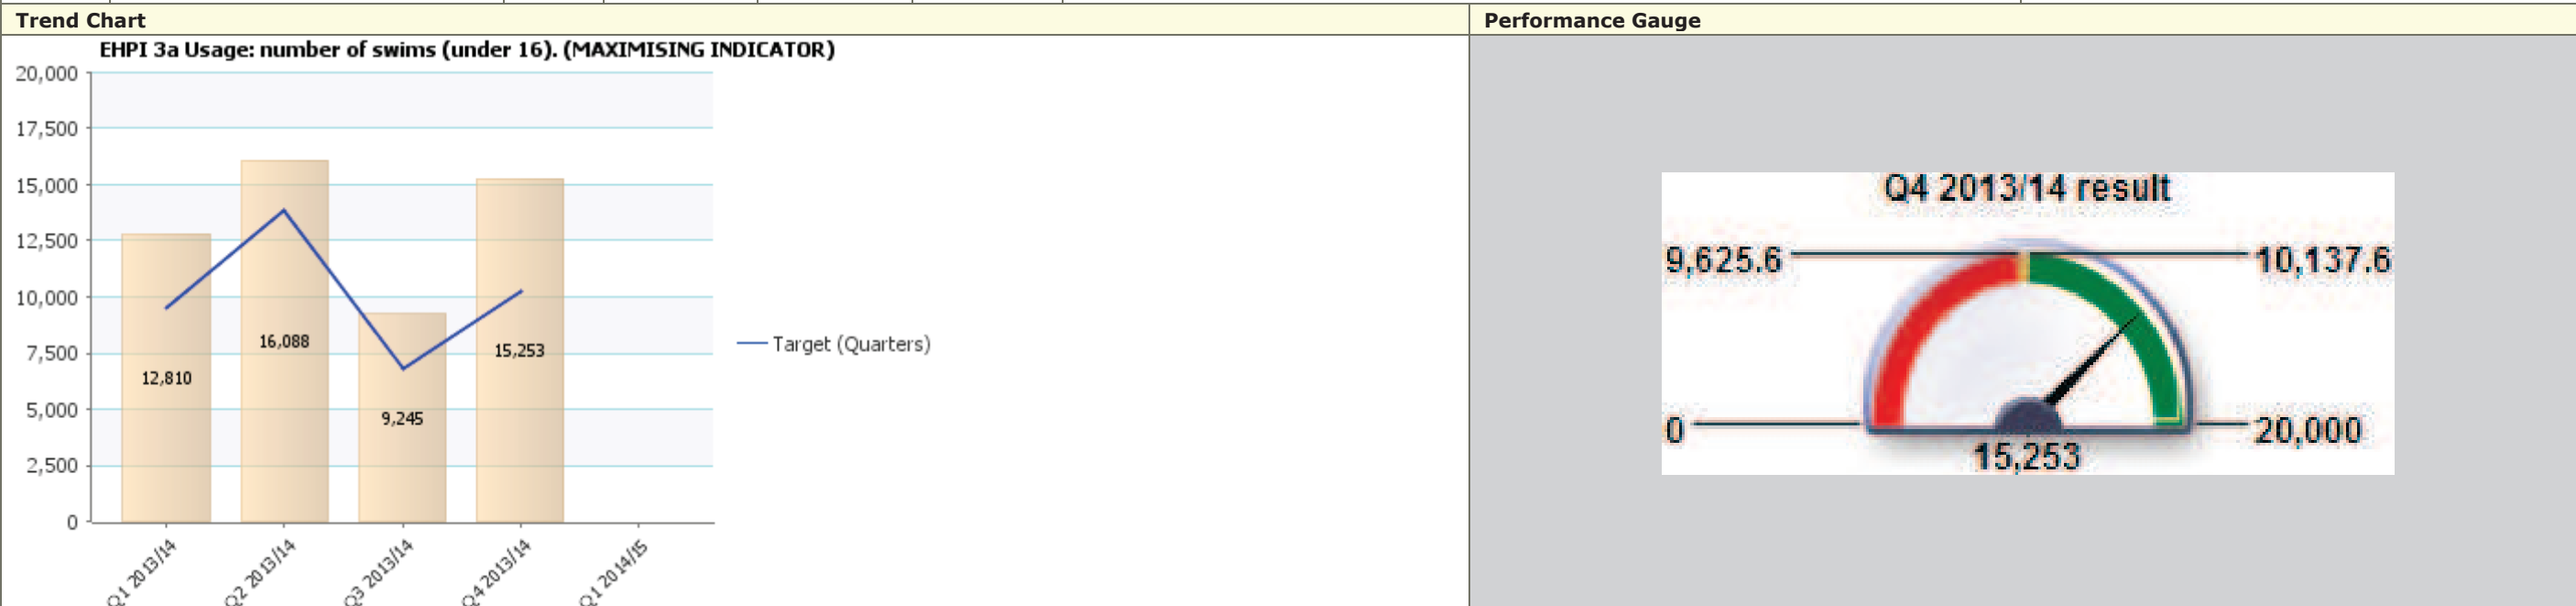 Trend Chart
Performance Gauge
EHPI 3a Usage: number of swims (under 16). (MAXIMISING INDICATOR)
20,000
17,500
15,000
12,500
10,000
7,500
5,000
2,500
0
12,810
16,088
9,245
15,253
Q1 2013/14
Q2 2013/14
Q3 2013/14
Q4 2013/14
Q1 2014/15
Target (Quarters)
Q4 2013/14 result
9,625.6
10,137.6
0
20,000
15,253